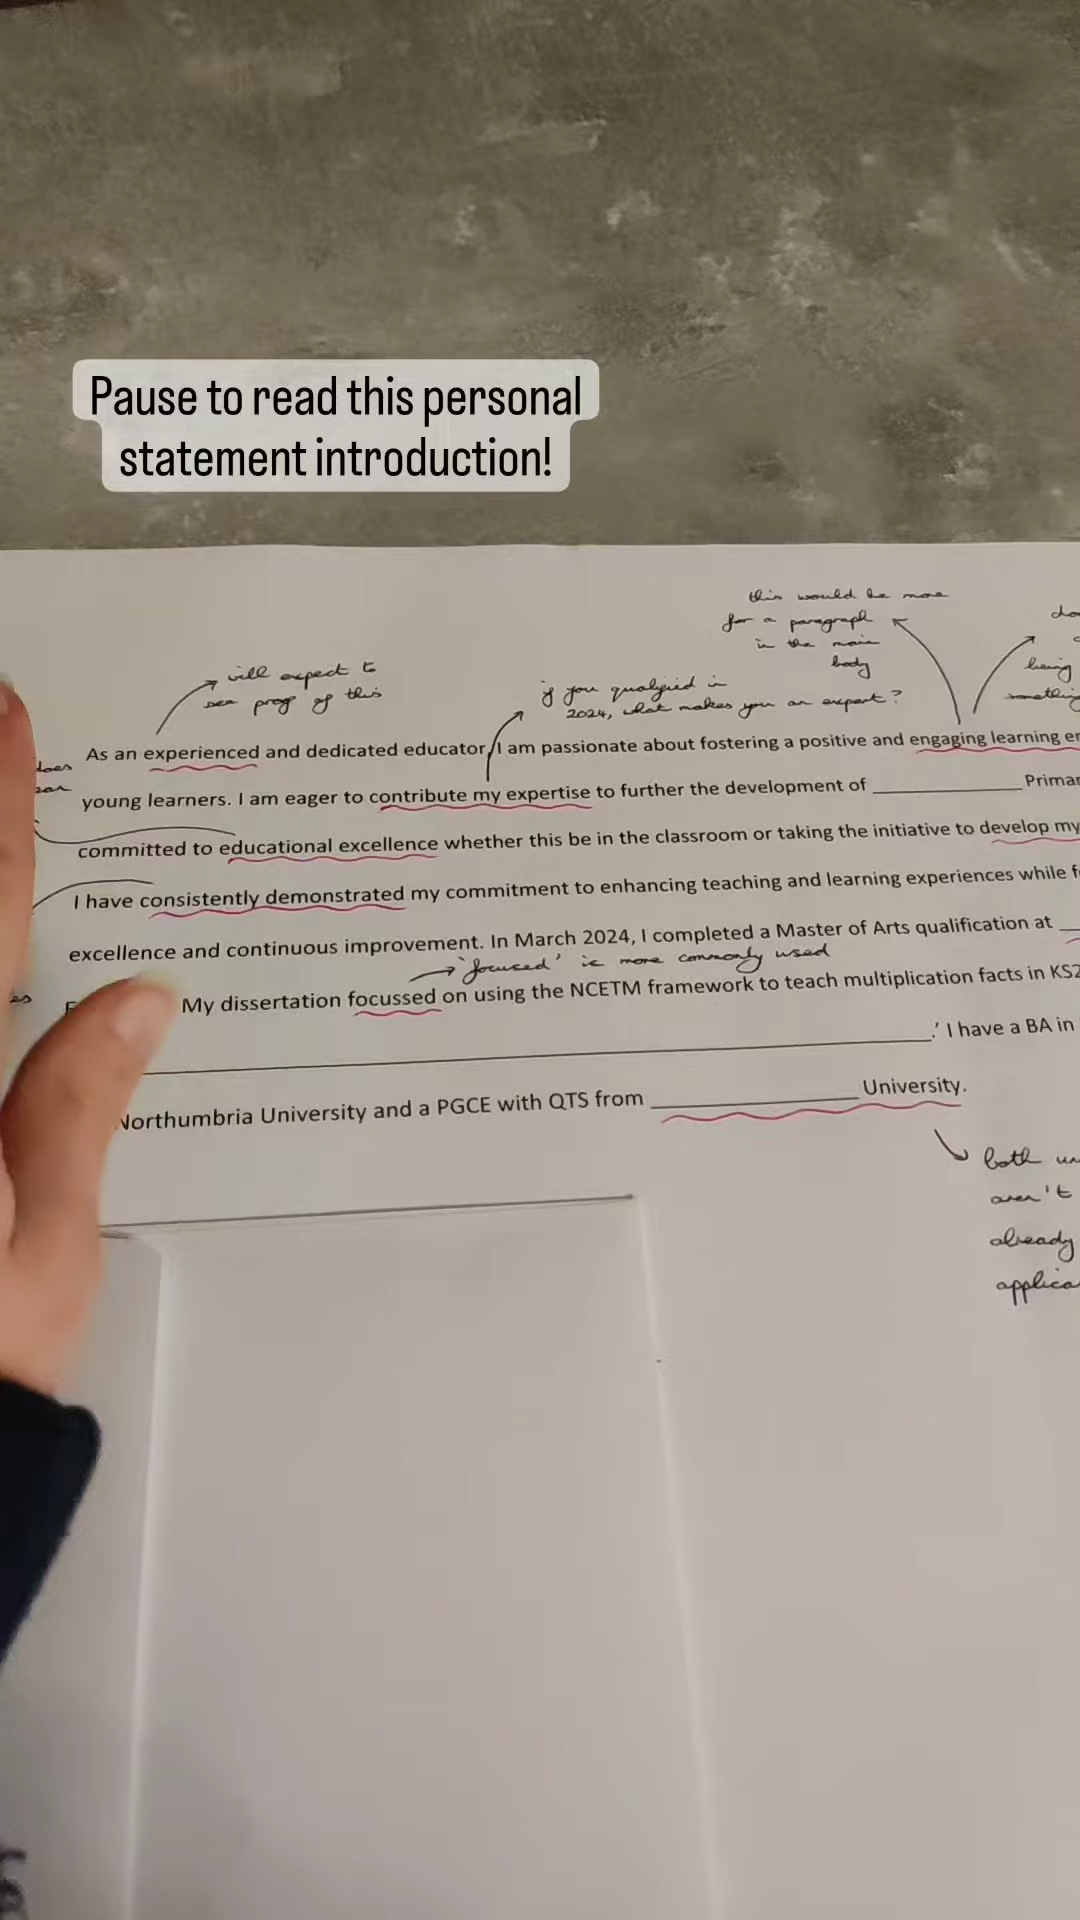 Pause to read this personal
statement introduction!
this would be more
for a paragraph
in the main
body
being
something
will expect to
see proof of this
if you qualified in
2024, what makes you an expert?
does
As an experienced and dedicated educator, I am passionate about fostering a positive and engaging learning
young learners. I am eager to contribute my expertise to further the development of ____________ Primar
committed to educational excellence whether this be in the classroom or taking the initiative to develop my
I have consistently demonstrated my commitment to enhancing teaching and learning experiences while f
excellence and continuous improvement. In March 2024, I completed a Master of Arts qualification at __
'focused' is more commonly used
My dissertation focussed on using the NCETM framework to teach multiplication facts in KS2
____________.' I have a BA in
Northumbria University and a PGCE with QTS from ____________ University.
both
aren't
already
applica